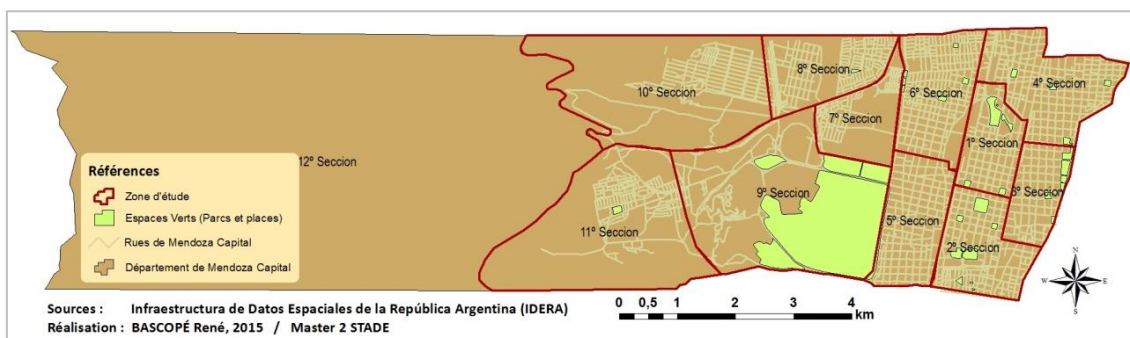 8º Seccion
4º Seccion
10º Seccion
6º Seccion
7º Seccion
1º Seccion
12º Seccion
9º Seccion
3º Seccion
5º Seccion
11º Seccion
2º Seccion
Références
Zone d'étude
Espaces Verts (Parcs et places)
Rues de Mendoza Capital
Département de Mendoza Capital
N
W E
S
Sources : Infraestructura de Datos Espaciales de la República Argentina (IDERA)
Réalisation : BASCOPÉ René, 2015 / Master 2 STADE
0 0,5 1 2 3 4
km